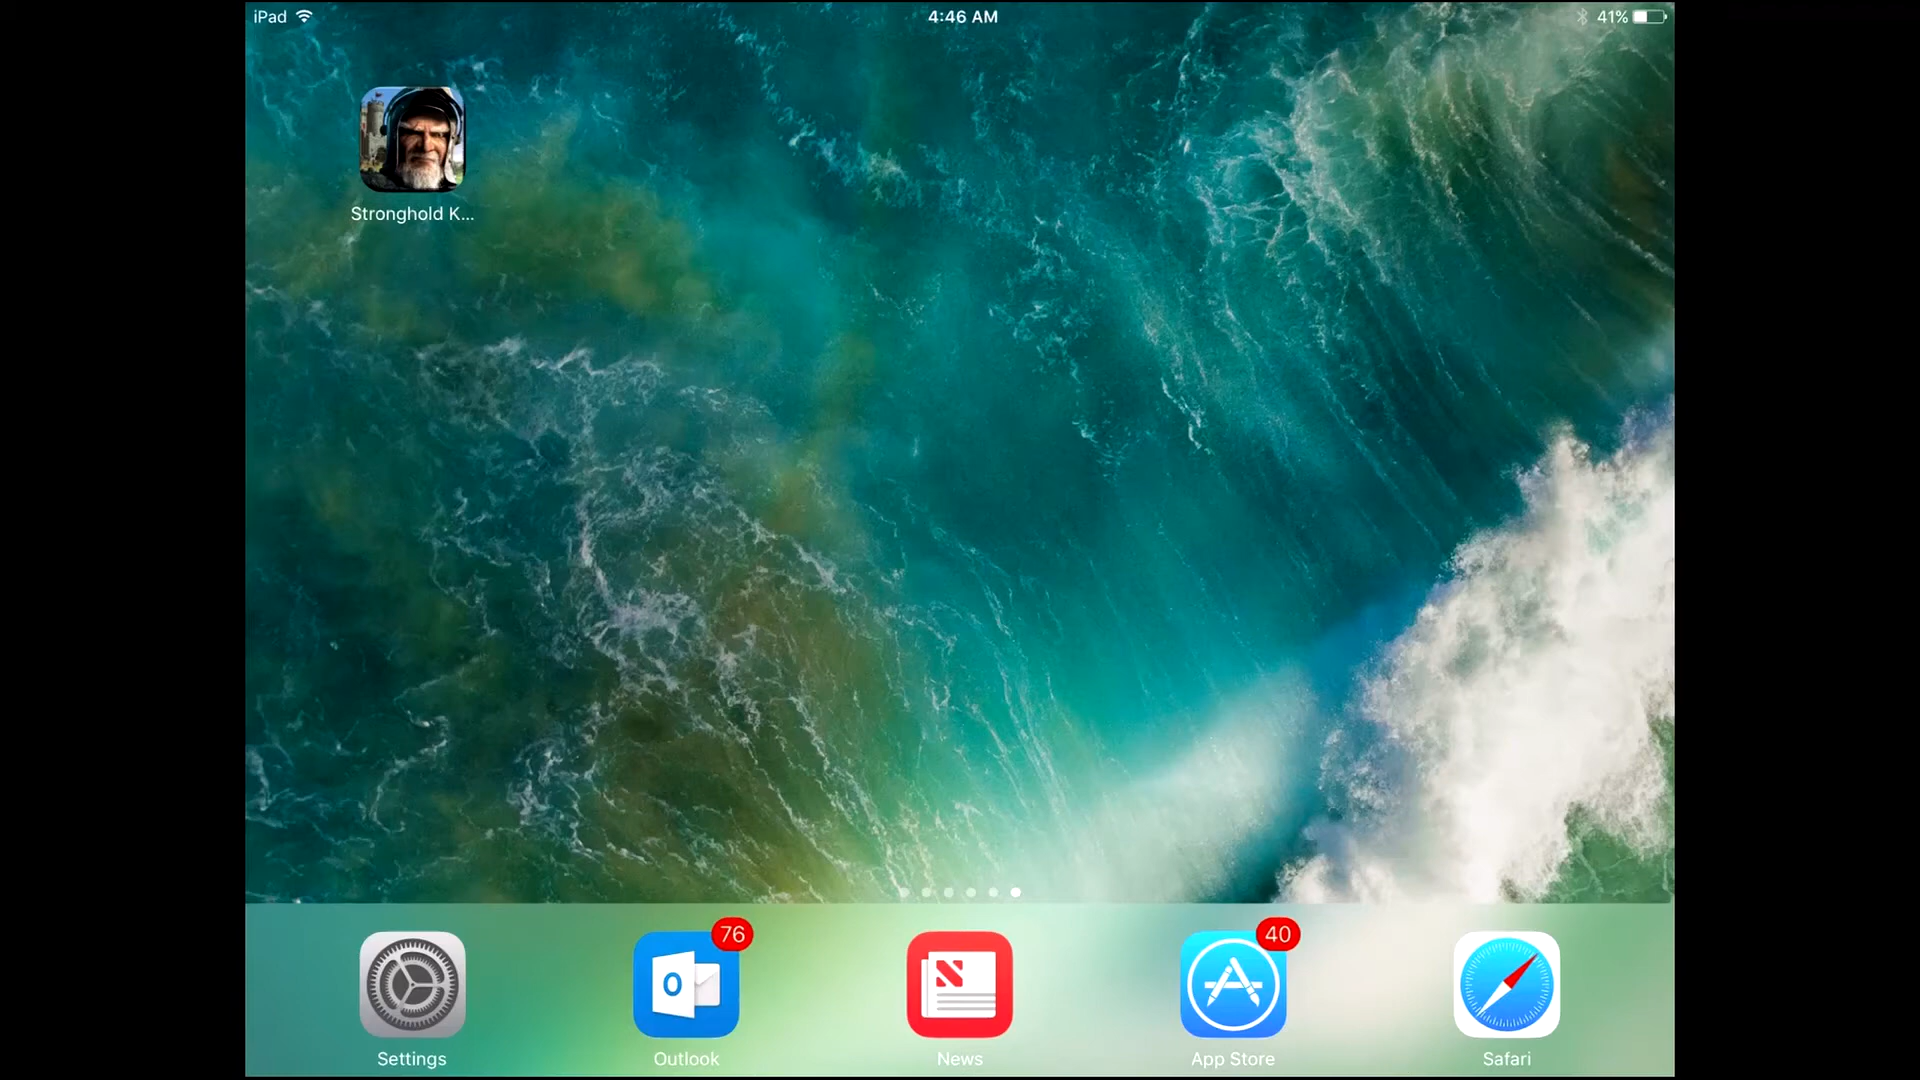 iPad
4:46 AM
41%
Stronghold K...
76
40
Settings
Outlook
News
App Store
Safari